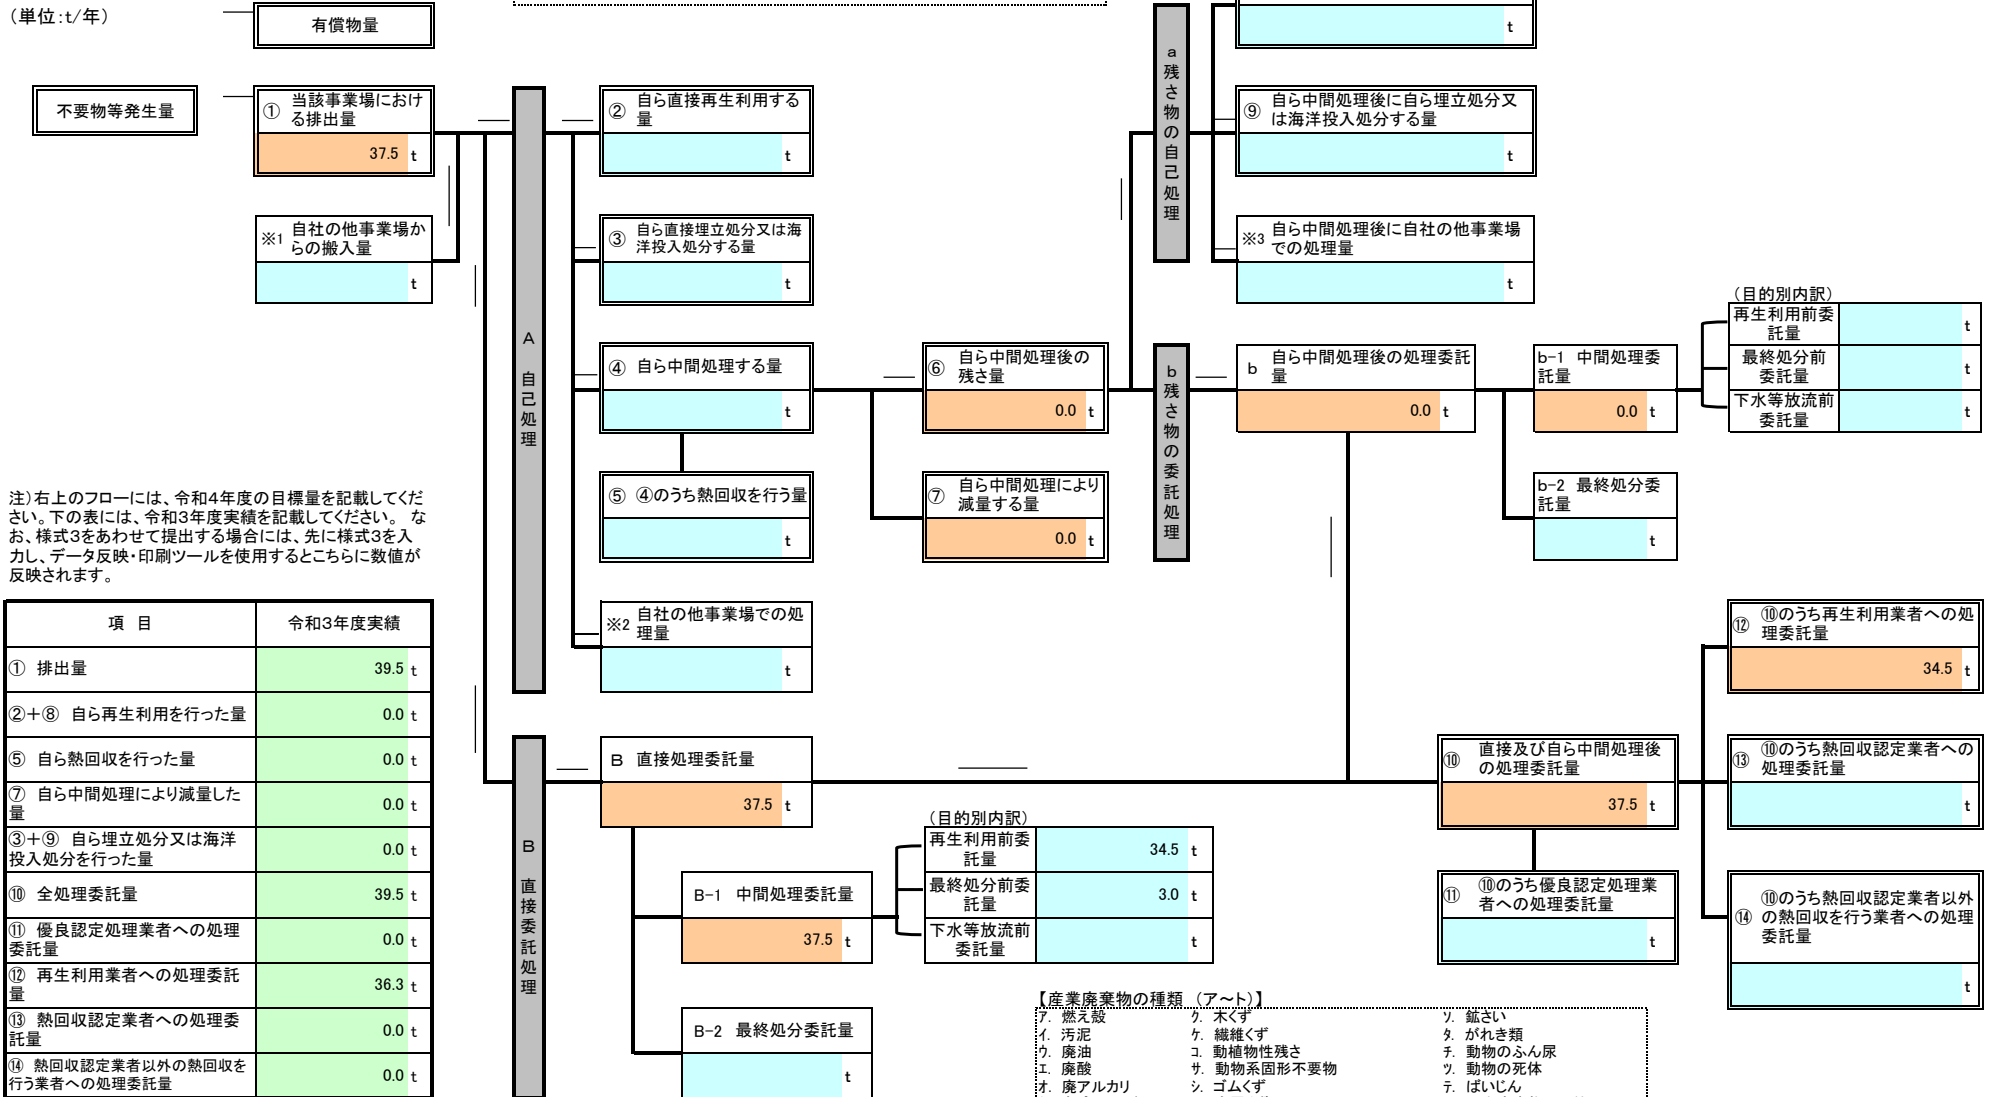 （単位:t/年）
有償物量
t
不要物等発生量
① 当該事業場におけ
る排出量
37.5 t
※1 自社の他事業場か
らの搬入量
t
A 自己処理
② 自ら直接再生利用する
量
t
③ 自ら直接埋立処分又は海
洋投入処分する量
t
④ 自ら中間処理する量
t
⑤ ④のうち熱回収を行う量
t
※2 自社の他事業場での処
理量
t
⑥ 自ら中間処理後の
残さ量
0.0 t
⑦ 自ら中間処理により
減量する量
0.0 t
a 残さ物の自己処理
⑨ 自ら中間処理後に自ら埋立処分又
は海洋投入処分する量
t
※3 自ら中間処理後に自社の他事業場
での処理量
t
b 残さ物の委託処理
b 自ら中間処理後の処理委託
量
0.0 t
b-1 中間処理委
託量
0.0 t
b-2 最終処分委
託量
t
（目的別内訳）
再生利用前委
託量
t
最終処分前
委託量
t
下水等放流前
委託量
t
注）右上のフローには、令和4年度の目標量を記載してくだ
さい。下の表には、令和3年度実績を記載してください。 な
お、様式3をあわせて提出する場合には、先に様式3を入
力し、データ反映・印刷ツールを使用するとこちらに数値が
反映されます。
項 目 令和3年度実績
① 排出量 39.5 t
②＋⑧ 自ら再生利用を行った量 0.0 t
⑤ 自ら熱回収を行った量 0.0 t
⑦ 自ら中間処理により減量した
量 0.0 t
③＋⑨ 自ら埋立処分又は海洋
投入処分を行った量 0.0 t
⑩ 全処理委託量 39.5 t
⑪ 優良認定処理業者への処理
委託量 0.0 t
⑫ 再生利用業者への処理委託
量 36.3 t
⑬ 熱回収認定業者への処理委
託量 0.0 t
⑭ 熱回収認定業者以外の熱回収を
行う業者への処理委託量 0.0 t
B 直接委託処理
B 直接処理委託量
37.5 t
B-1 中間処理委託量
37.5 t
B-2 最終処分委託量
t
（目的別内訳）
再生利用前委
託量
34.5 t
最終処分前委
託量
3.0 t
下水等放流前
委託量
t
⑩ 直接及び自ら中間処理後
の処理委託量
37.5 t
⑪ ⑩のうち優良認定処理業
者への処理委託量
t
⑫ ⑩のうち再生利用業者への処
理委託量
34.5 t
⑬ ⑩のうち熱回収認定業者への
処理委託量
t
⑭ ⑩のうち熱回収認定業者以外
の熱回収を行う業者への処理
委託量
t
【産業廃棄物の種類 （ア～ト）】
ア. 燃え殻 ク. 木くず ソ. 鉱さい
イ. 汚泥 ケ. 繊維くず タ. がれき類
ウ. 廃油 コ. 動植物性残さ チ. 動物のふん尿
エ. 廃酸 サ. 動物系固形不要物 ツ. 動物の死体
オ. 廃アルカリ シ. ゴムくず テ. ばいじん